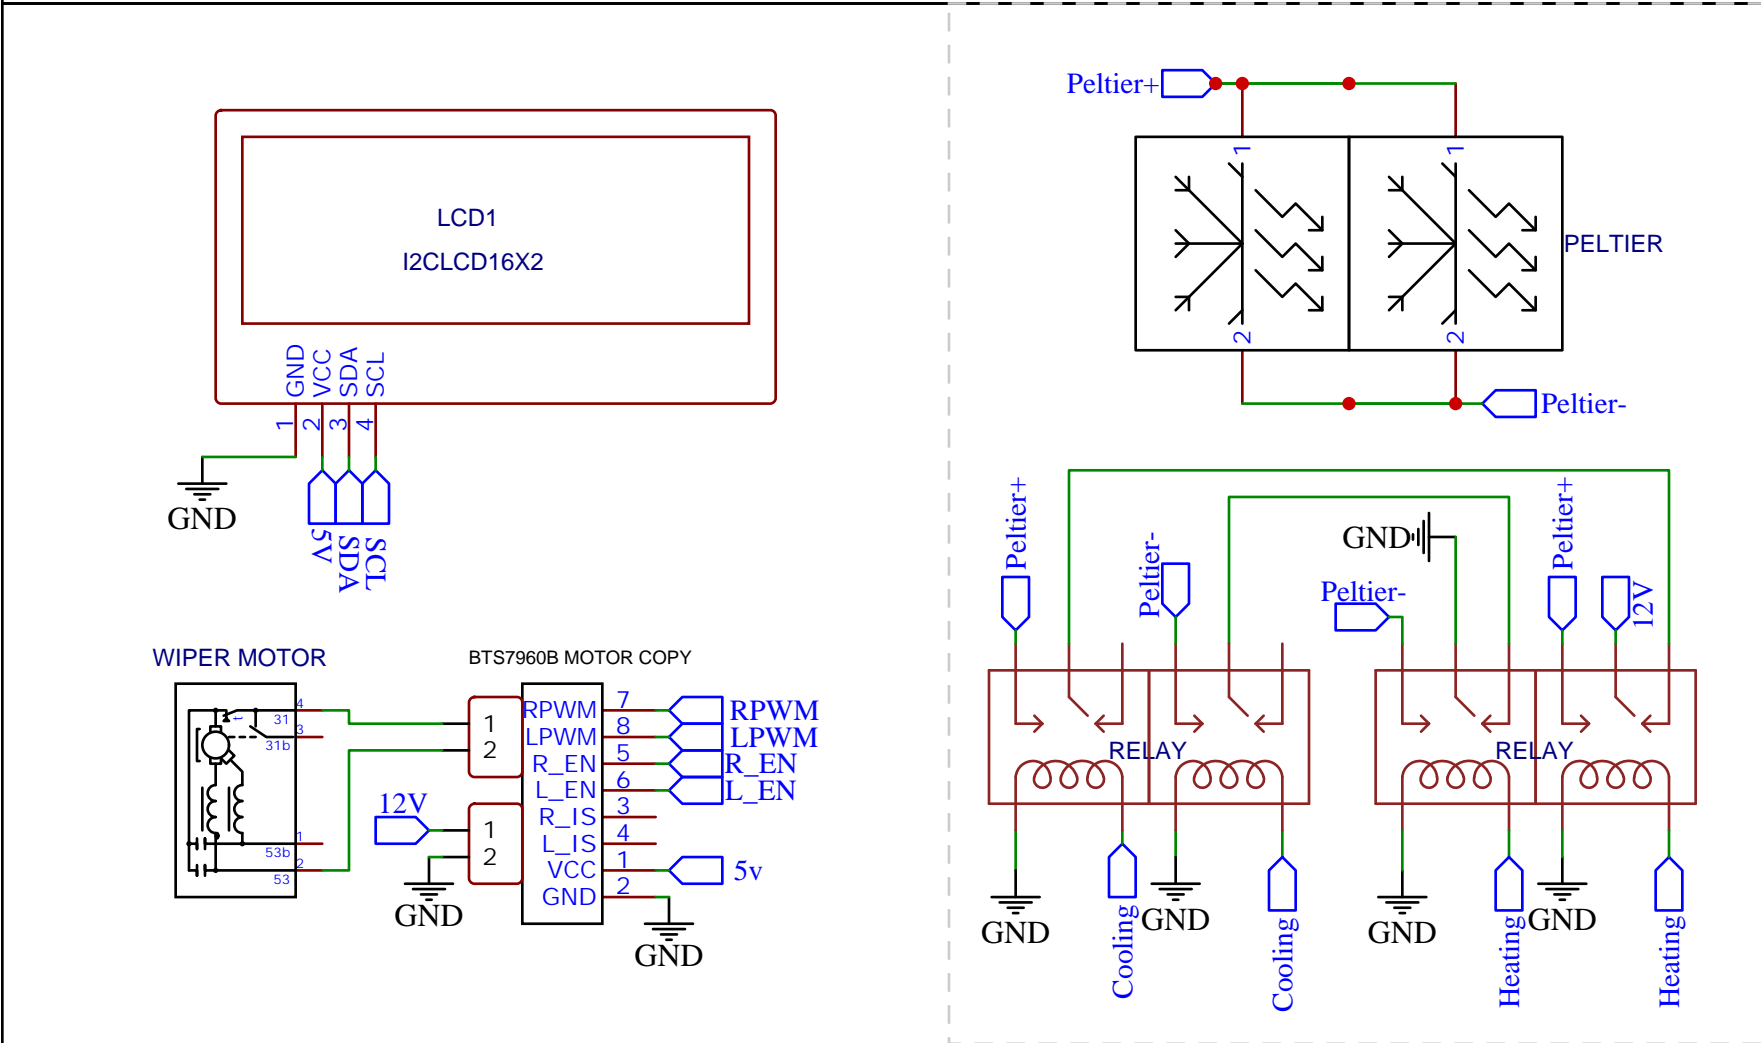 Peltier+
1
1
PELTIER
2
2
Peltier-
LCD1
I2CLCD16X2
GND
VCC
SDA
SCL
1
2
3
4
GND
5V
SDA
SCL
WIPER MOTOR
4
31
3
31b
t
1
53b
2
53
BTS7960B MOTOR COPY
1
2
12V
1
2
GND
RPWM 7 RPWM
LPWM 8 LPWM
R_EN 5 R_EN
L_EN 6 L_EN
R_IS 3
L_IS 4
VCC 1 5v
GND 2
GND
Peltier+
Peltier-
GND
Peltier-
Peltier+
12V
RELAY
RELAY
GND
Cooling
GND
Cooling
GND
Heating
GND
Heating